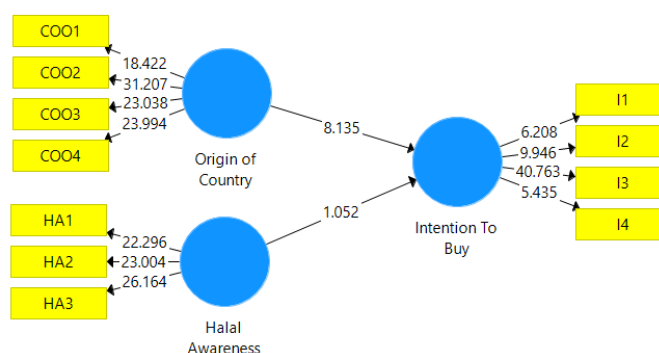 COO1
COO2
COO3
COO4
18.422
31.207
23.038
23.994
Origin of
Country
8.135
HA1
HA2
HA3
22.296
23.004
26.164
Halal
Awareness
1.052
Intention To
Buy
6.208
9.946
40.763
5.435
I1
I2
I3
I4